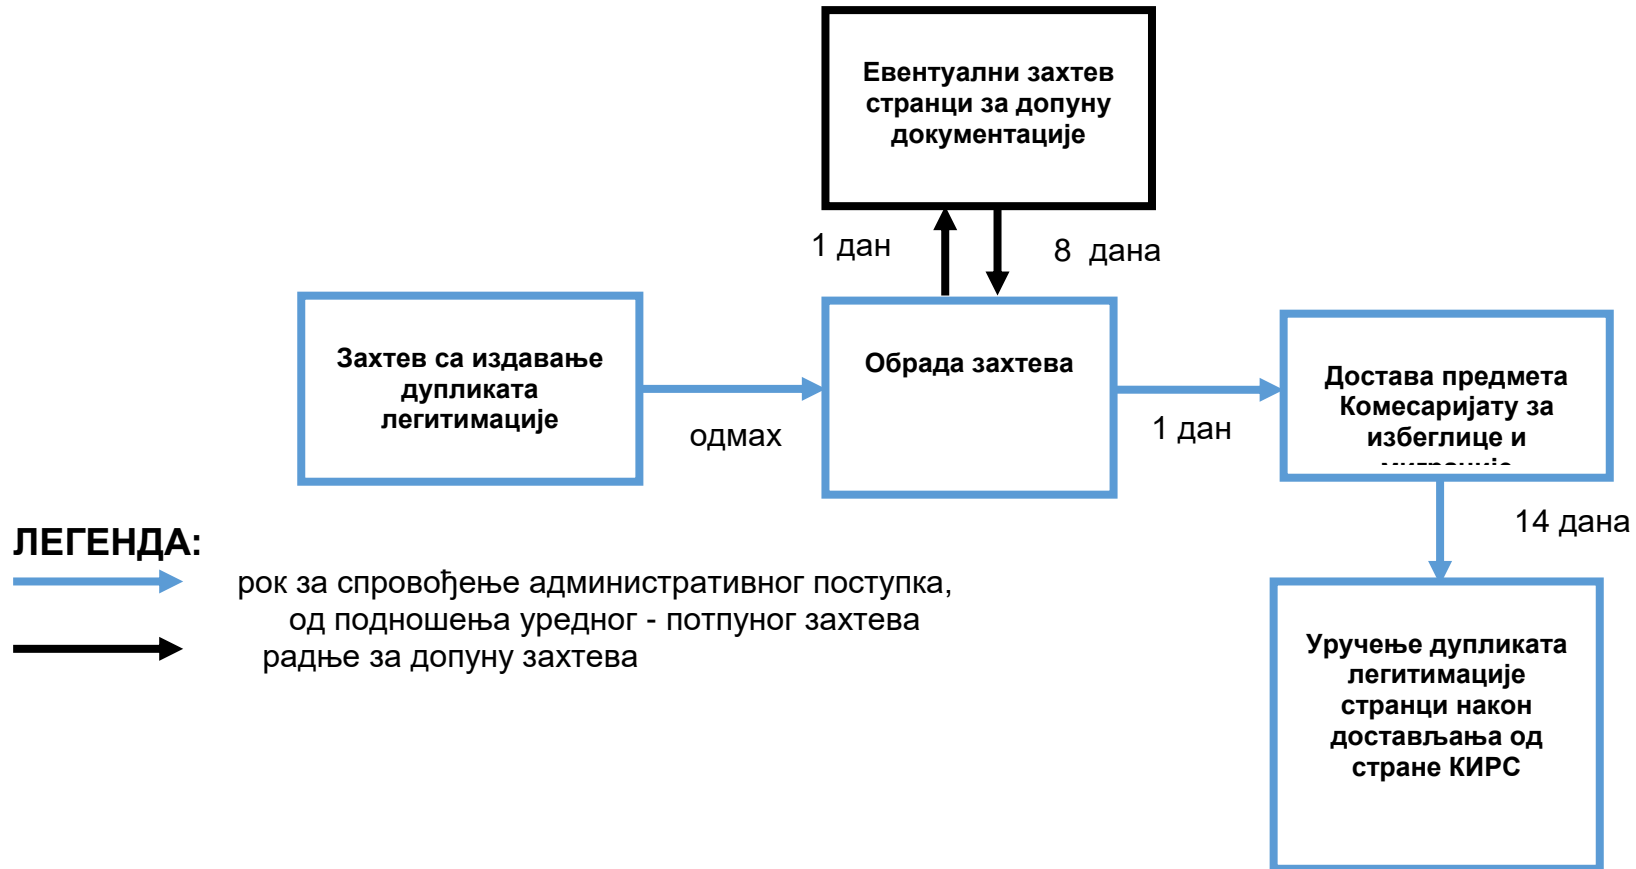 Евентуални захтев
странци за допуну
документације
1 дан
8 дана
Захтев са издавање
дупликата
легитимације
одмах
Обрада захтева
1 дан
Достава предмета
Комесаријату за
избеглице и
14 дана
ЛЕГЕНДА:
рок за спровођење административног поступка,
од подношења уредног - потпуног захтева
радње за допуну захтева
Уручење дупликата
легитимације
странци након
достављања од
стране КИРС